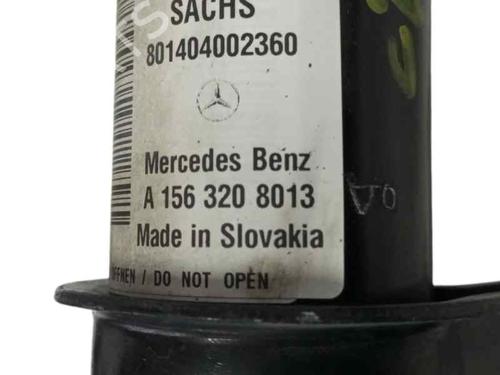 SACHS
801404002360
Mercedes Benz
A 156 320 8013
Made in Slovakia
/ DO NOT OPEN